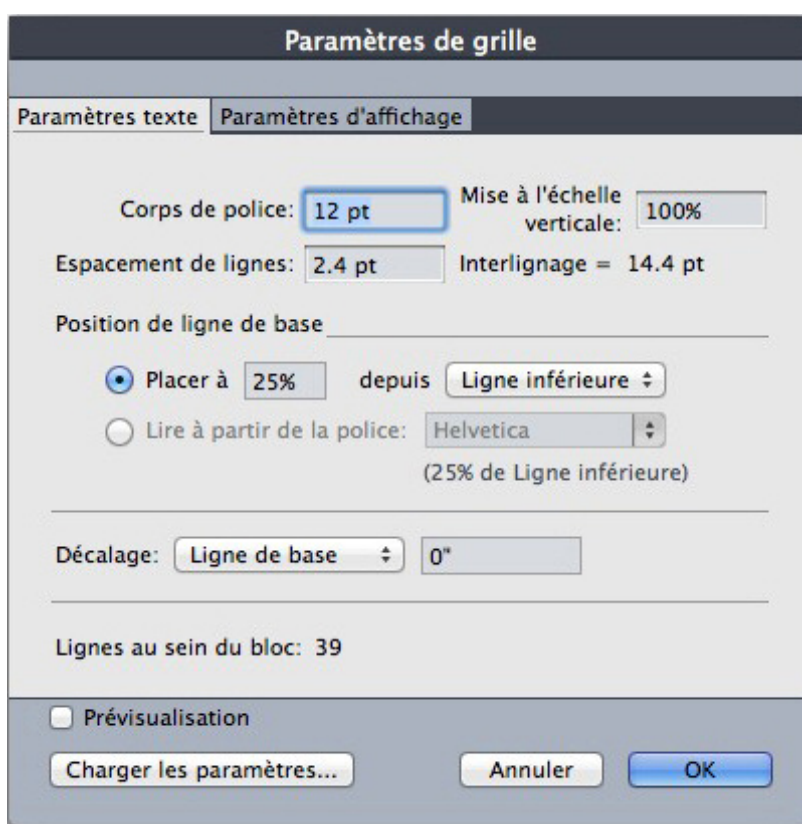 Paramètres de grille
Paramètres texte Paramètres d'affichage
Corps de police: 12 pt Mise à l'échelle verticale: 100%
Espacement de lignes: 2.4 pt Interlignage = 14.4 pt
Position de ligne de base
Placer à 25% depuis Ligne inférieure
Lire à partir de la police: Helvetica
(25% de Ligne inférieure)
Décalage: Ligne de base 0"
Lignes au sein du bloc: 39
Prévisualisation
Charger les paramètres... Annuler OK